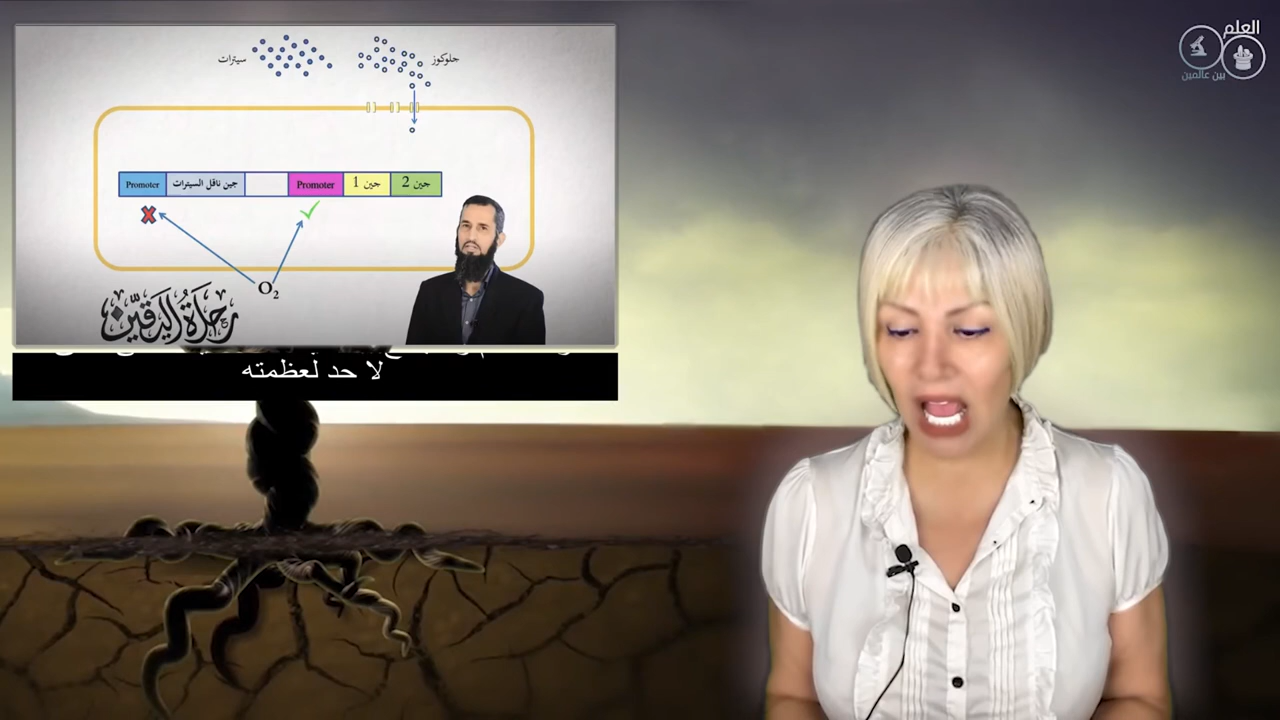 سيترات
جلوكوز
Promoter
جين ناقل السيترات
Promoter
جين 1
جين 2
O2
رحلة اليقين
لا حد لعظمته
العلم
بين عالمين